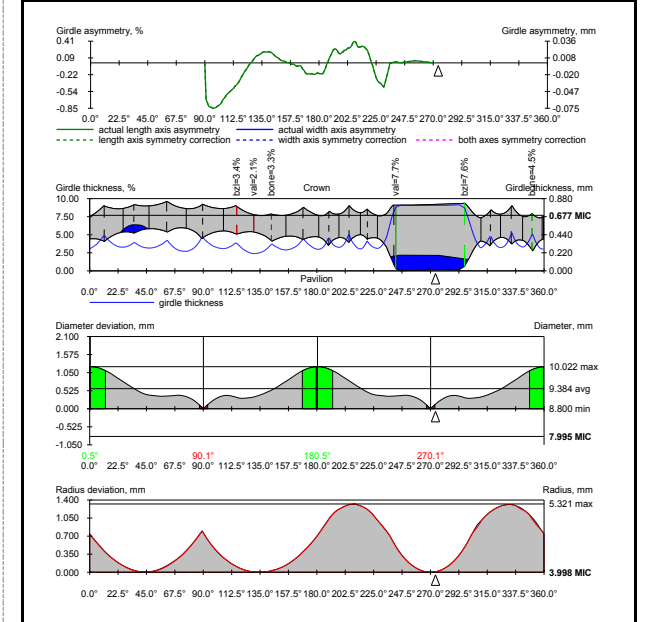 Girdle asymmetry, % Girdle asymmetry, mm
0.41 0.036
0.09 0.008
-0.22 -0.020
-0.54 -0.047
-0.85 -0.075
0.0° 22.5° 45.0° 67.5° 90.0° 112.5° 135.0° 157.5° 180.0° 202.5° 225.0° 247.5° 270.0° 292.5° 315.0° 337.5° 360.0°
actual length axis asymmetry actual width axis asymmetry
length axis symmetry correction width axis symmetry correction both axes symmetry correction
bzl=3.4% val=2.1% bone=3.3% val=7.7% bzl=7.6% bone=4.5%
Girdle thickness, % Crown Girdle thickness, mm
10.00 0.880
7.50 0.677 MIC
5.00 0.440
2.50 0.220
0.00 0.000
Pavilion
0.0° 22.5° 45.0° 67.5° 90.0° 112.5° 135.0° 157.5° 180.0° 202.5° 225.0° 247.5° 270.0° 292.5° 315.0° 337.5° 360.0°
girdle thickness
Diameter deviation, mm Diameter, mm
2.100
1.575
1.050 10.022 max
0.525 9.384 avg
0.000 8.800 min
-0.525
-1.050 7.995 MIC
0.5° 90.1° 180.5° 270.1°
0.0° 22.5° 45.0° 67.5° 90.0° 112.5° 135.0° 157.5° 180.0° 202.5° 225.0° 247.5° 270.0° 292.5° 315.0° 337.5° 360.0°
Radius deviation, mm Radius, mm
1.400 5.321 max
1.050
0.700
0.350
0.000 3.998 MIC
0.0° 22.5° 45.0° 67.5° 90.0° 112.5° 135.0° 157.5° 180.0° 202.5° 225.0° 247.5° 270.0° 292.5° 315.0° 337.5° 360.0°